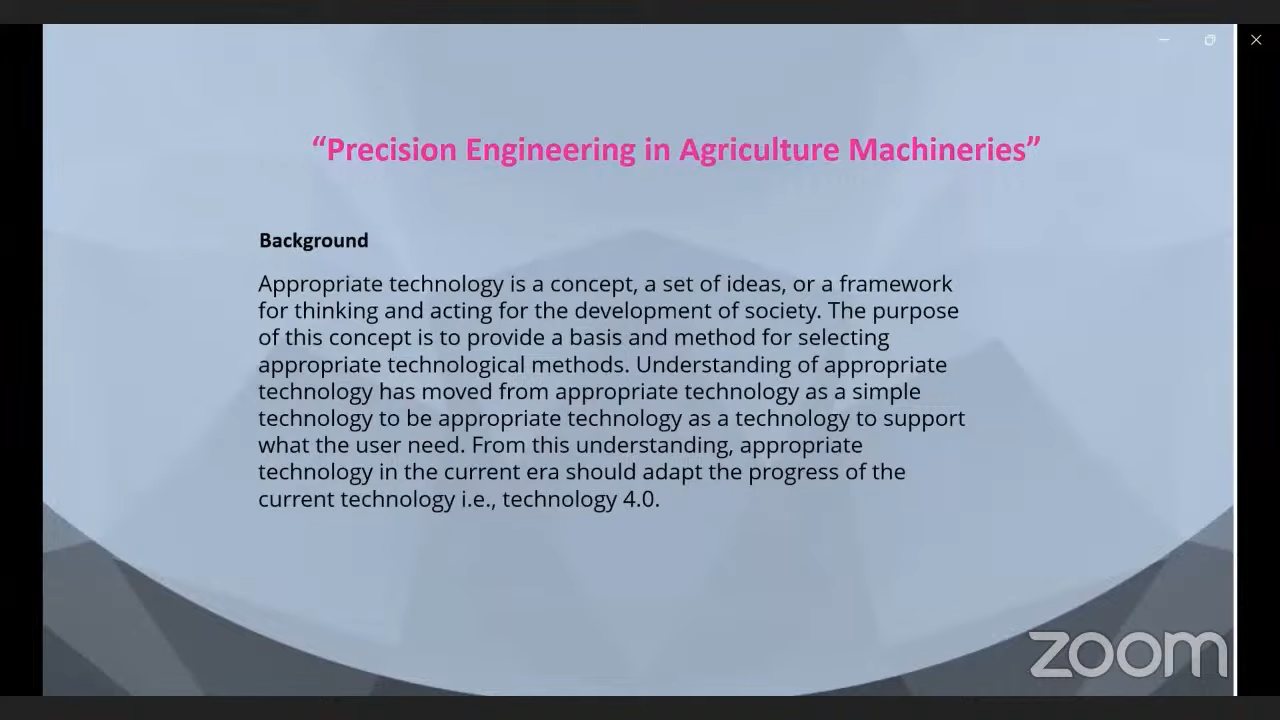 “Precision Engineering in Agriculture Machineries”
Background
Appropriate technology is a concept, a set of ideas, or a framework
for thinking and acting for the development of society. The purpose
of this concept is to provide a basis and method for selecting
appropriate technological methods. Understanding of appropriate
technology has moved from appropriate technology as a simple
technology to be appropriate technology as a technology to support
what the user need. From this understanding, appropriate
technology in the current era should adapt the progress of the
current technology i.e., technology 4.0.
zoom